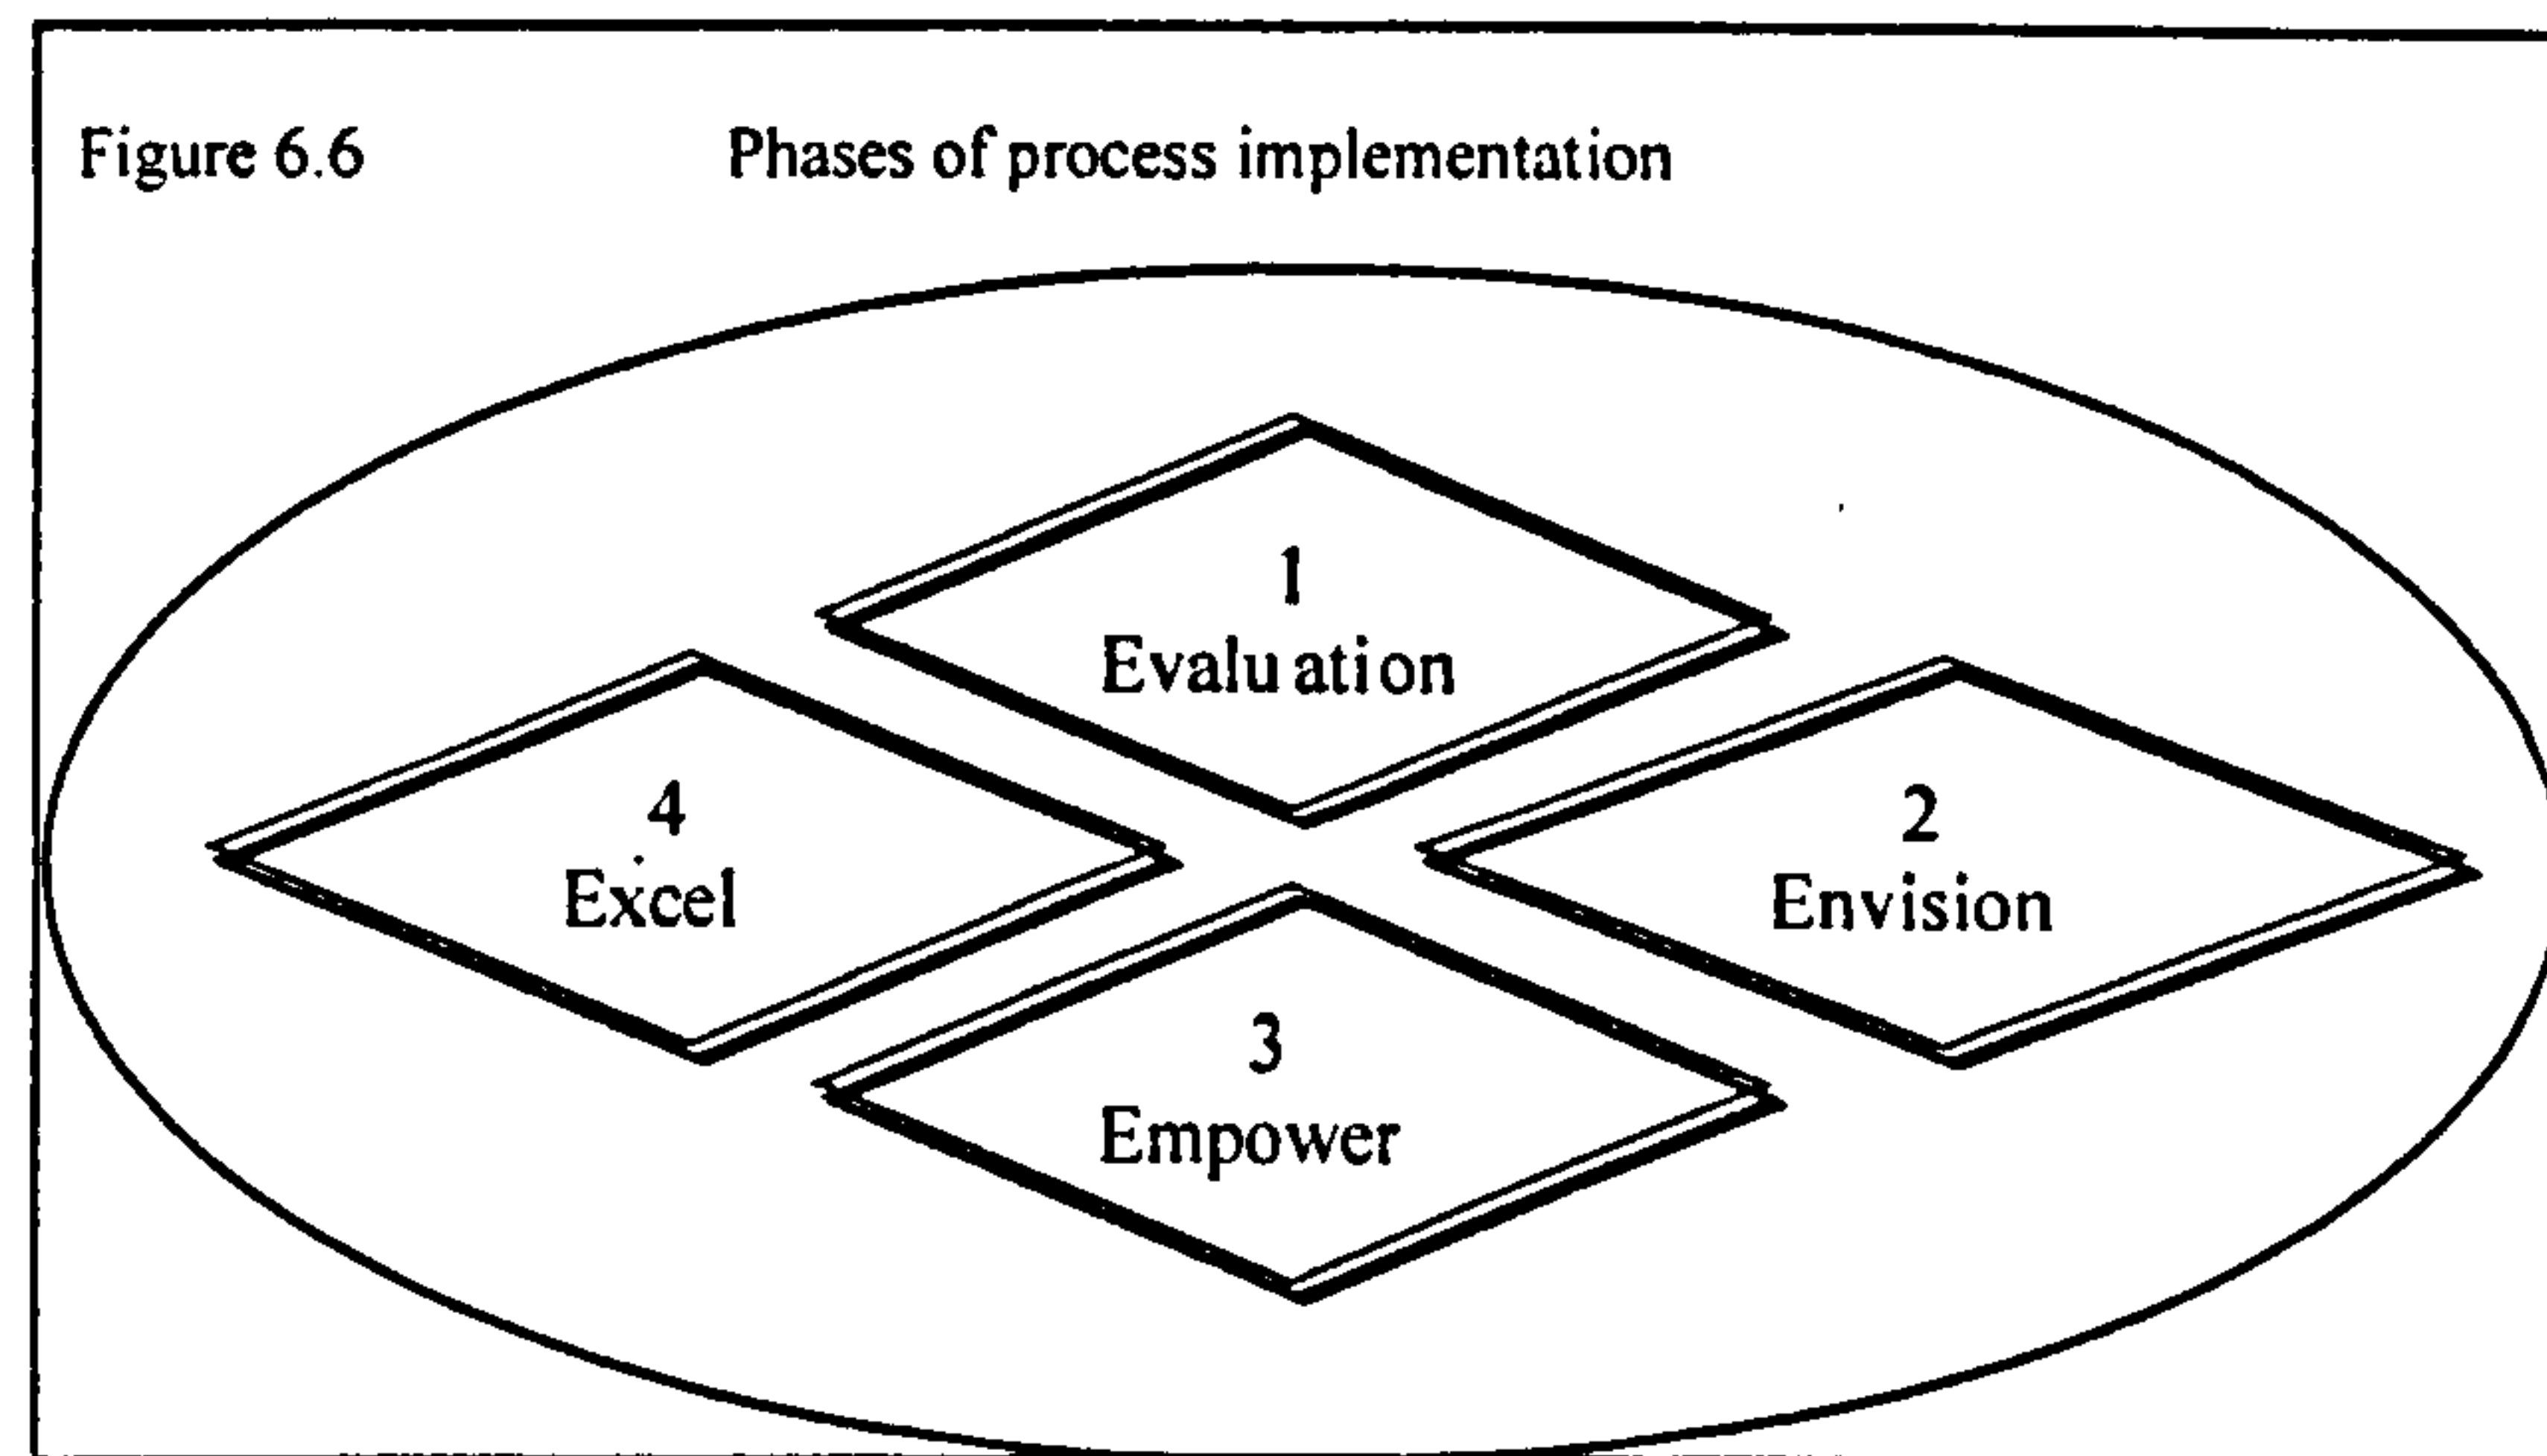 Figure 6.6 Phases of process implementation
1
Evaluation
4
Excel
2
Envision
3
Empower